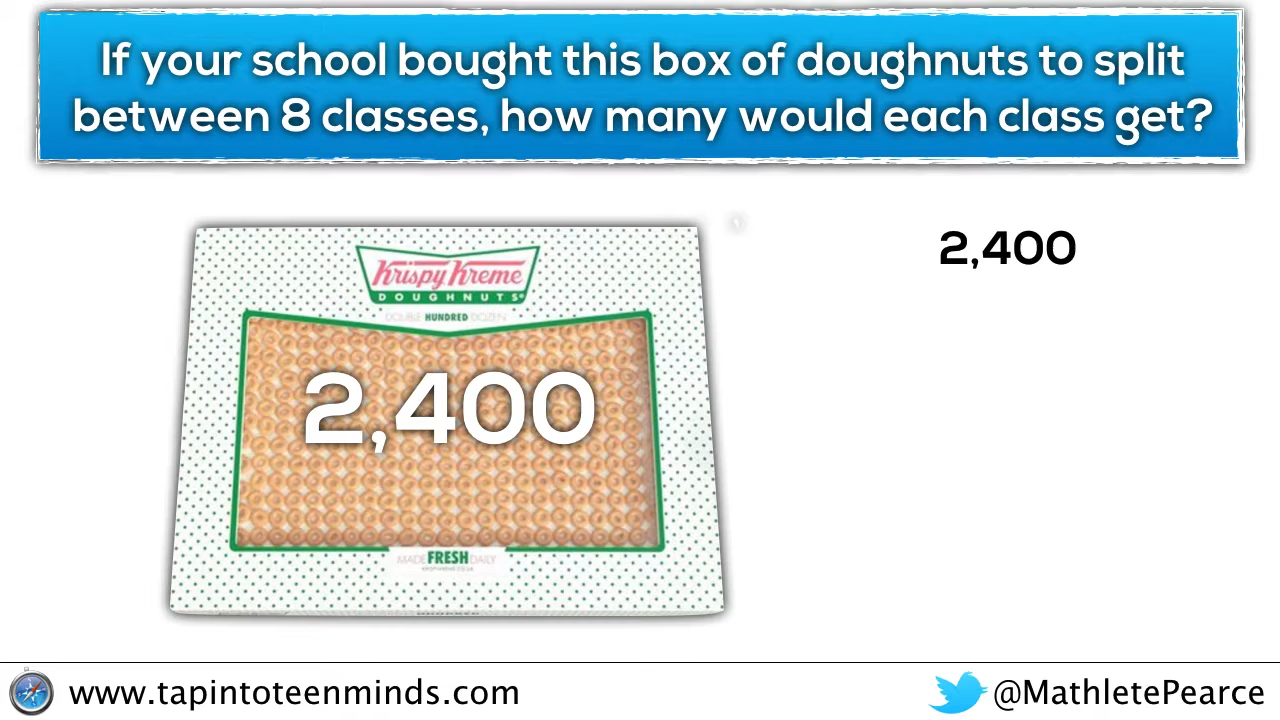 If your school bought this box of doughnuts to split
between 8 classes, how many would each class get?
2,400
Krispy Kreme
DOUGHNUTS
DOUBLE HUNDRED DOZEN
2,400
MADE FRESH DAILY
www.tapintoteenminds.com
@MathletePearce